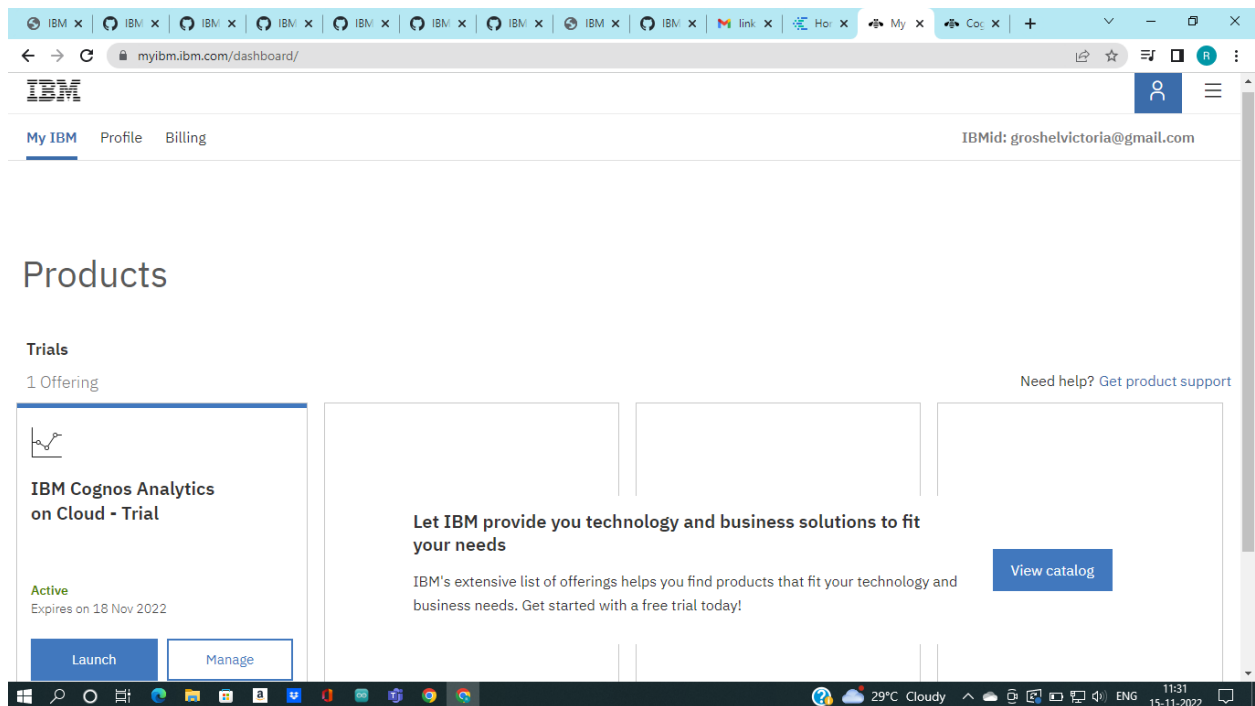 IBM IBM IBM IBM IBM IBM IBM IBM IBM link Hor My Cog
myibm.ibm.com/dashboard/
R
IBM
My IBM Profile Billing IBMid: groshelvictoria@gmail.com
Products
Trials
1 Offering
Need help? Get product support
IBM Cognos Analytics
on Cloud - Trial
Active
Expires on 18 Nov 2022
Launch Manage
Let IBM provide you technology and business solutions to fit
your needs
IBM's extensive list of offerings helps you find products that fit your technology and
business needs. Get started with a free trial today!
View catalog
29°C Cloudy ENG 11:31
15-11-2022